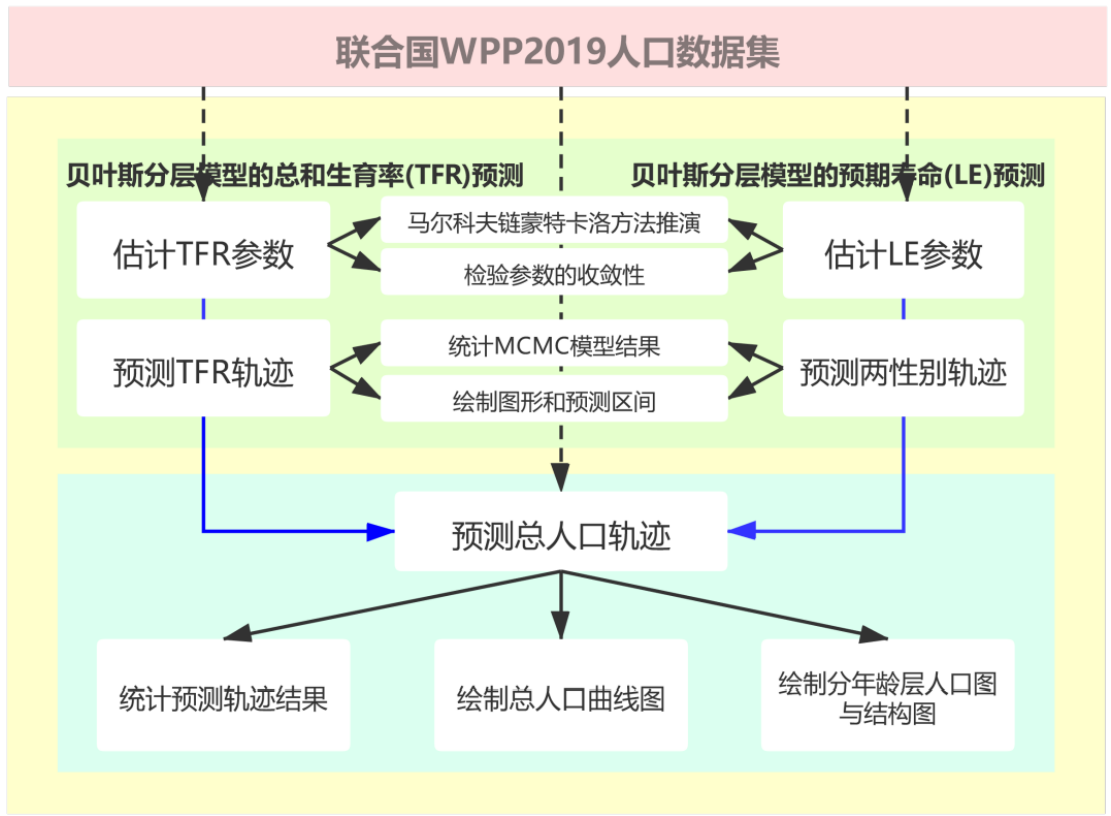 联合国WPP2019人口数据集
贝叶斯分层模型的总和生育率(TFR)预测
贝叶斯分层模型的预期寿命(LE)预测
估计TFR参数
马尔科夫链蒙特卡洛方法推演
检验参数的收敛性
估计LE参数
预测TFR轨迹
统计MCMC模型结果
绘制图形和预测区间
预测两性别轨迹
预测总人口轨迹
统计预测轨迹结果
绘制总人口曲线图
绘制分年龄层人口图
与结构图